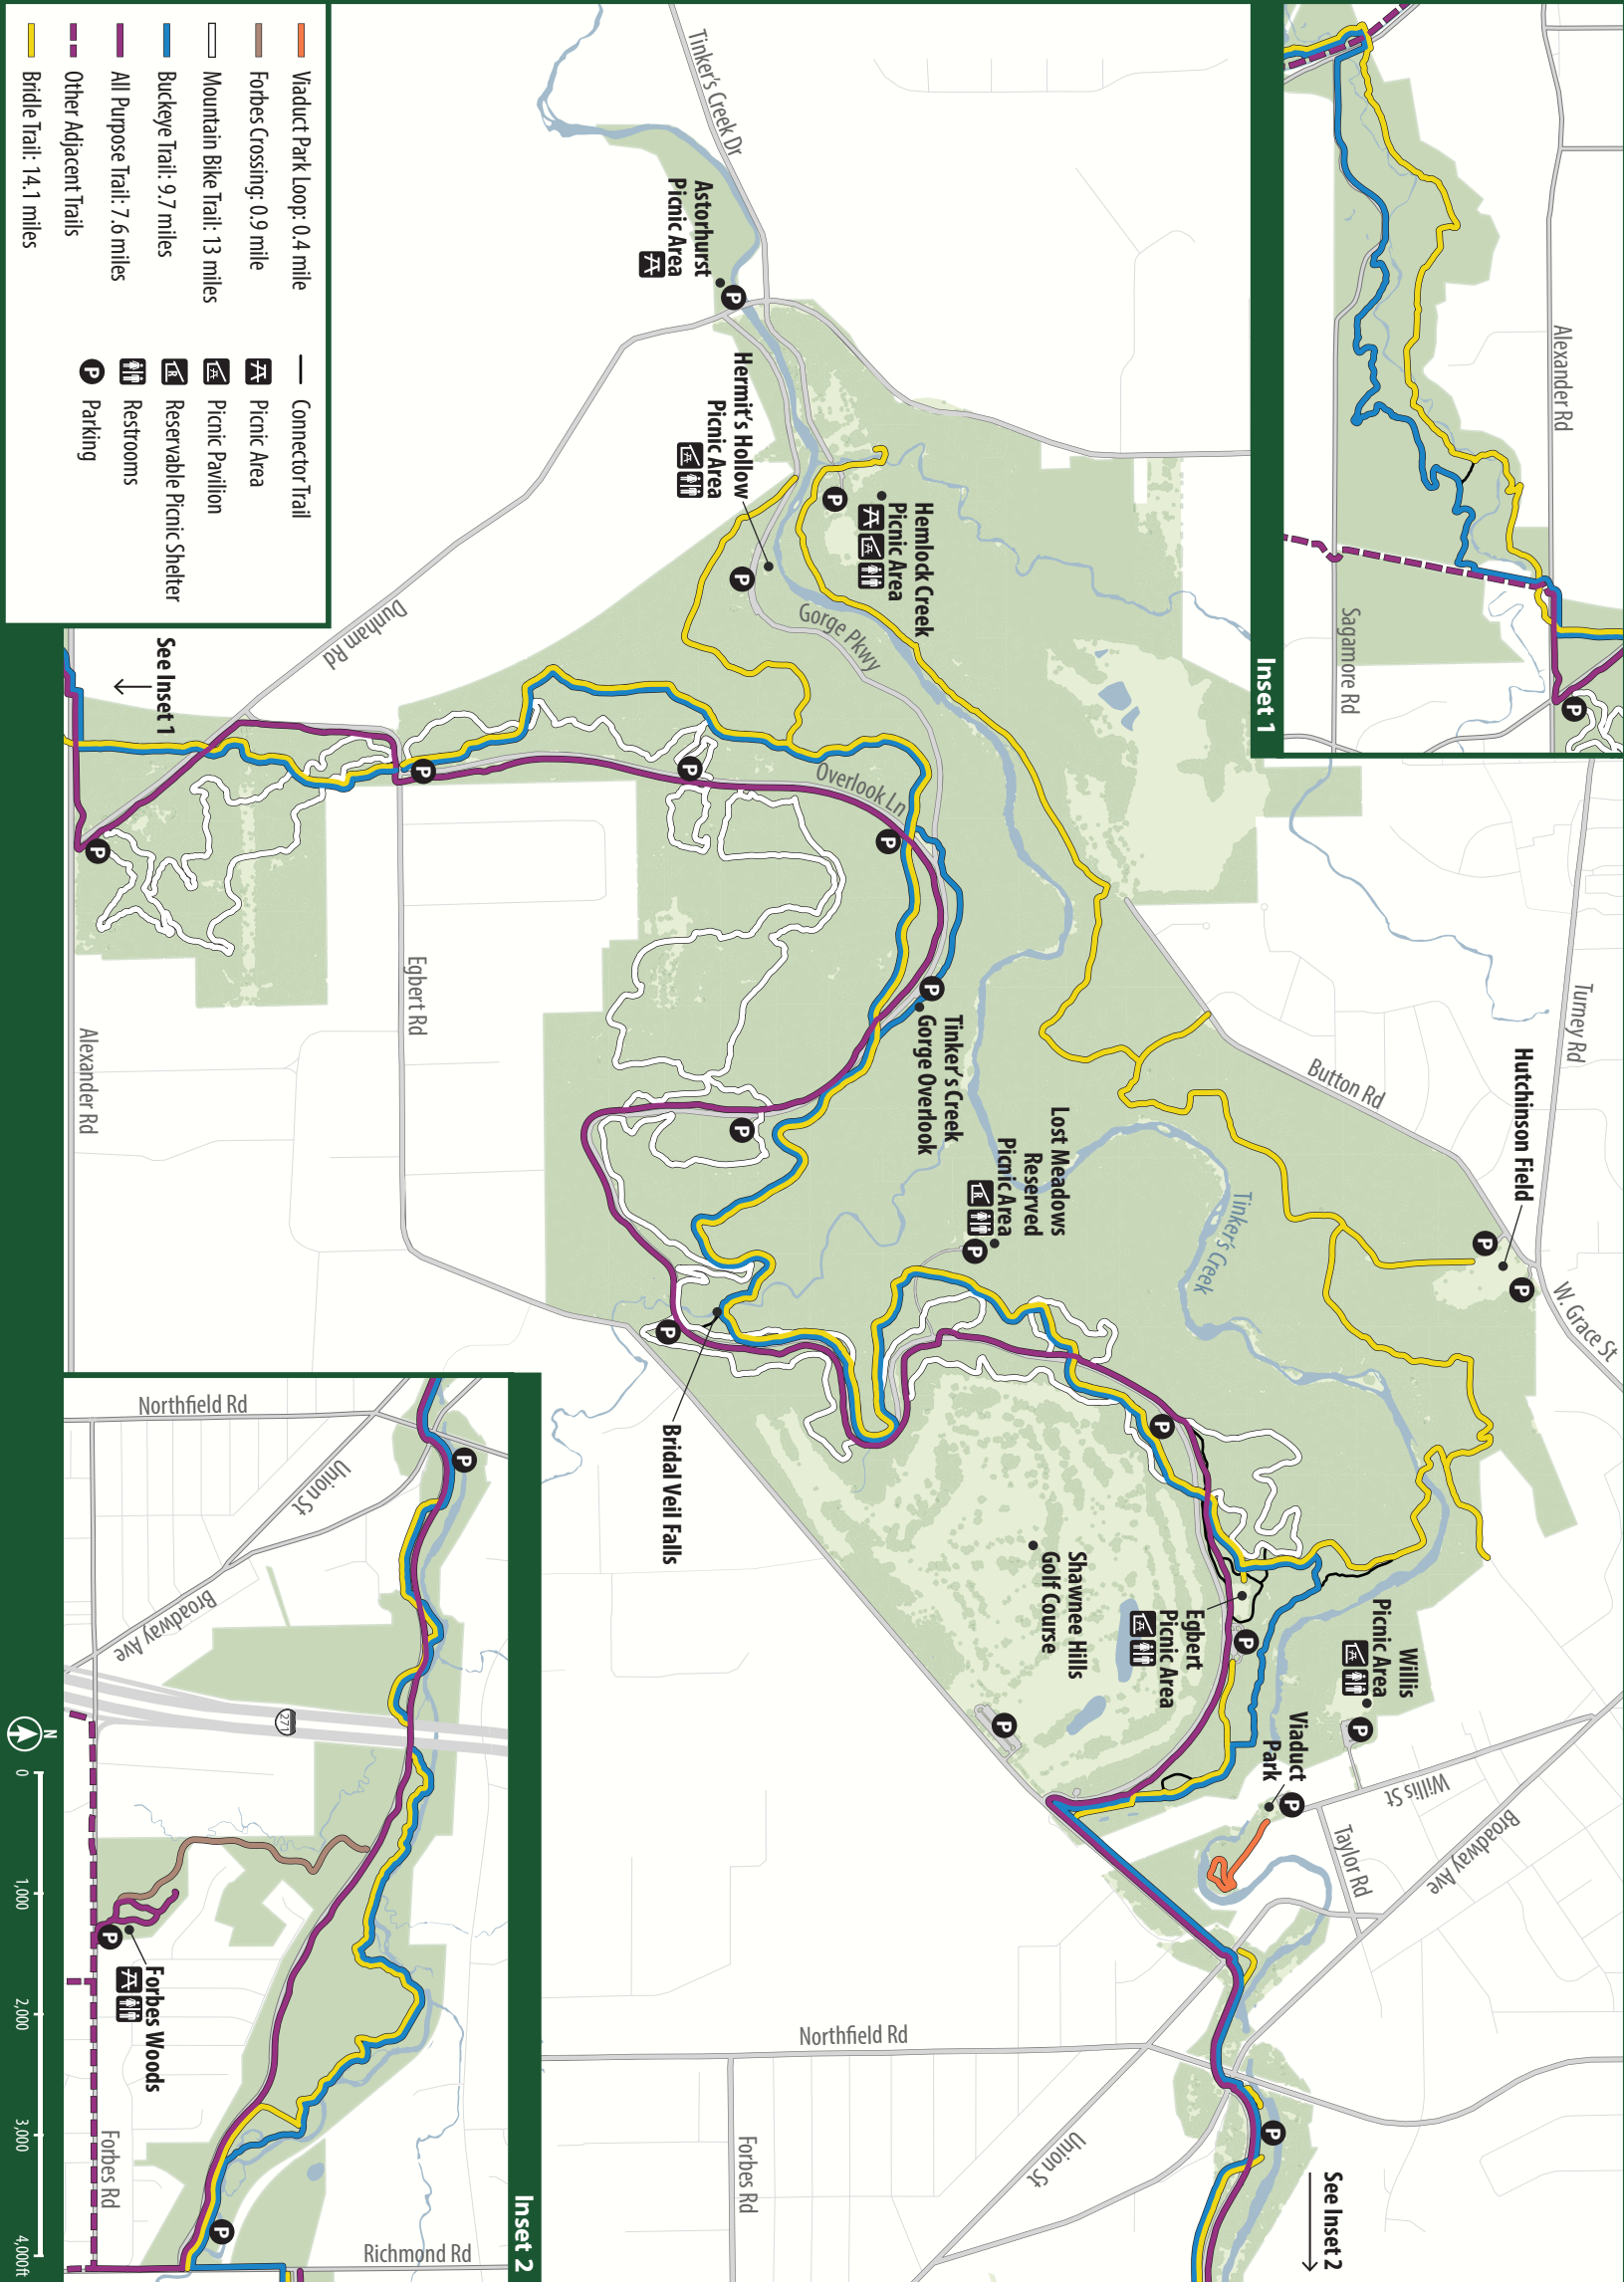 Alexander Rd
Sagamore Rd
Inset 1
Tinker's Creek Dr
Astorhurst
Picnic Area
P
Hermit's Hollow
Picnic Area
P
Hemlock Creek
Picnic Area
P
Gorge Pkwy
Dunham Rd
See Inset 1
Overlook Ln
P
P
P
P
P
Egbert Rd
Alexander Rd
Tinker's Creek
Gorge Overlook
P
P
Lost Meadows
Reserved
Picnic Area
R
P
Tinker's Creek
Button Rd
Turney Rd
Hutchinson Field
P
P
W. Grace St
Bridal Veil Falls
P
P
Shawnee Hills
Golf Course
P
Egbert
Picnic Area
P
Willis
Picnic Area
P
Viaduct
Park
P
Willis St
Taylor Rd
Broadway Ave
Northfield Rd
Union St
Forbes Rd
P
See Inset 2
Inset 2
Northfield Rd
Union St
Broadway Ave
P
271
Forbes Woods
P
Forbes Rd
Richmond Rd
P
Viaduct Park Loop: 0.4 mile
Forbes Crossing: 0.9 mile
Mountain Bike Trail: 13 miles
Buckeye Trail: 9.7 miles
All Purpose Trail: 7.6 miles
Other Adjacent Trails
Bridle Trail: 14.1 miles
Connector Trail
Picnic Area
Picnic Pavilion
R Reservable Picnic Shelter
Restrooms
P Parking
N
0 1,000 2,000 3,000 4,000ft